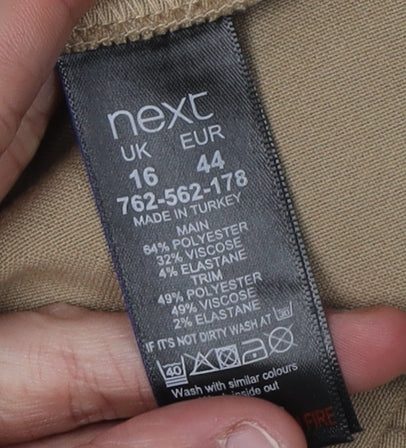 next
UK EUR
16 44
762-562-178
MADE IN TURKEY
MAIN
64% POLYESTER
32% VISCOSE
4% ELASTANE
TRIM
49% POLYESTER
49% VISCOSE
2% ELASTANE
IF IT'S NOT DIRTY WASH AT 30
40
Wash with similar colours
inside out
FIRE